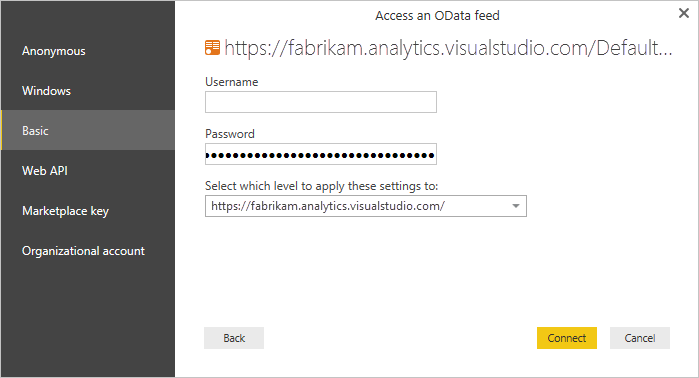 Access an OData feed
Anonymous
Windows
Basic
Web API
Marketplace key
Organizational account
https://fabrikam.analytics.visualstudio.com/Default...
Username
Password
●●●●●●●●●●●●●●●●●●●●●●●●●●●●●●●●
Select which level to apply these settings to:
https://fabrikam.analytics.visualstudio.com/
Back
Connect
Cancel